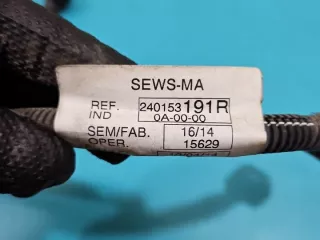 SEWS-MA
REF. 240153191R
IND 0A-00-00
SEM/FAB. 16/14
OPER. 15629